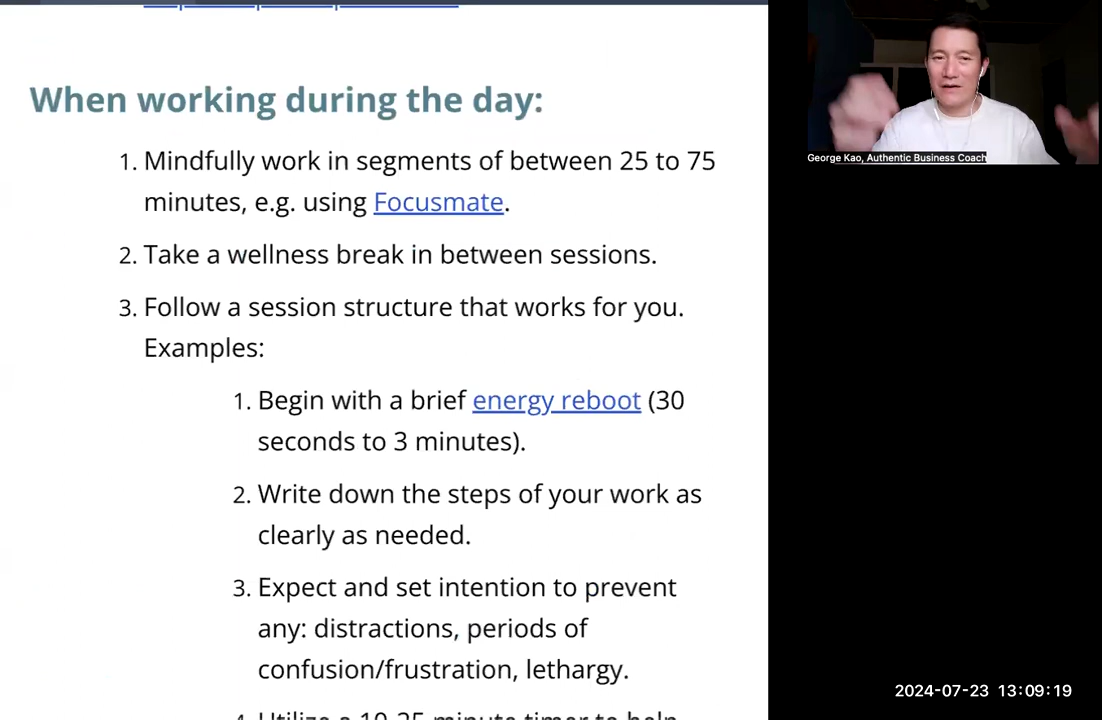 When working during the day:
1. Mindfully work in segments of between 25 to 75
minutes, e.g. using Focusmate.
2. Take a wellness break in between sessions.
3. Follow a session structure that works for you.
Examples:
1. Begin with a brief energy reboot (30
seconds to 3 minutes).
2. Write down the steps of your work as
clearly as needed.
3. Expect and set intention to prevent
any: distractions, periods of
confusion/frustration, lethargy.
4. Utilize a 10-25 minute timer to help
George Kao, Authentic Business Coach
2024-07-23 13:09:19